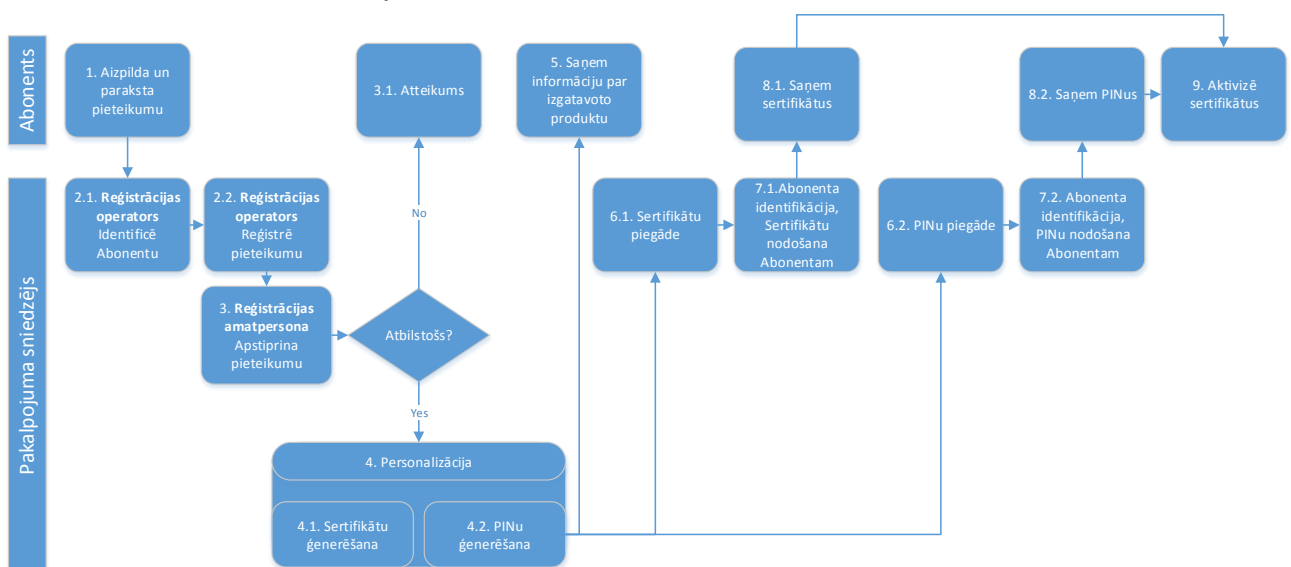 Abonents
1. Aizpilda un
paraksta
pieteikumu
3.1. Atteikums
5. Saņem
informāciju par
izgatavoto
produktu
8.1. Saņem
sertifikātus
8.2. Saņem PINus
9. Aktivizē
sertifikātus
Pakalpojuma sniedzējs
2.1. Reģistrācijas
operators
Identificē
Abonentu
2.2. Reģistrācijas
operators
Reģistrē
pieteikumu
No
6.1. Sertifikātu
piegāde
7.1.Abonenta
identifikācija,
Sertifikātu
nodošana
Abonentam
6.2. PINu piegāde
7.2. Abonenta
identifikācija,
PINu nodošana
Abonentam
3. Reģistrācijas
amatpersona
Apstiprina
pieteikumu
Atbilstošs?
Yes
4. Personalizācija
4.1. Sertifikātu
ģenerēšana
4.2. PINu
ģenerēšana